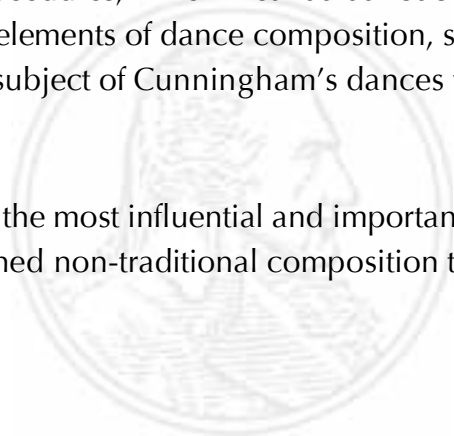 elements of dance composition, s
subject of Cunningham's dances
the most influential and importan
ned non-traditional composition t